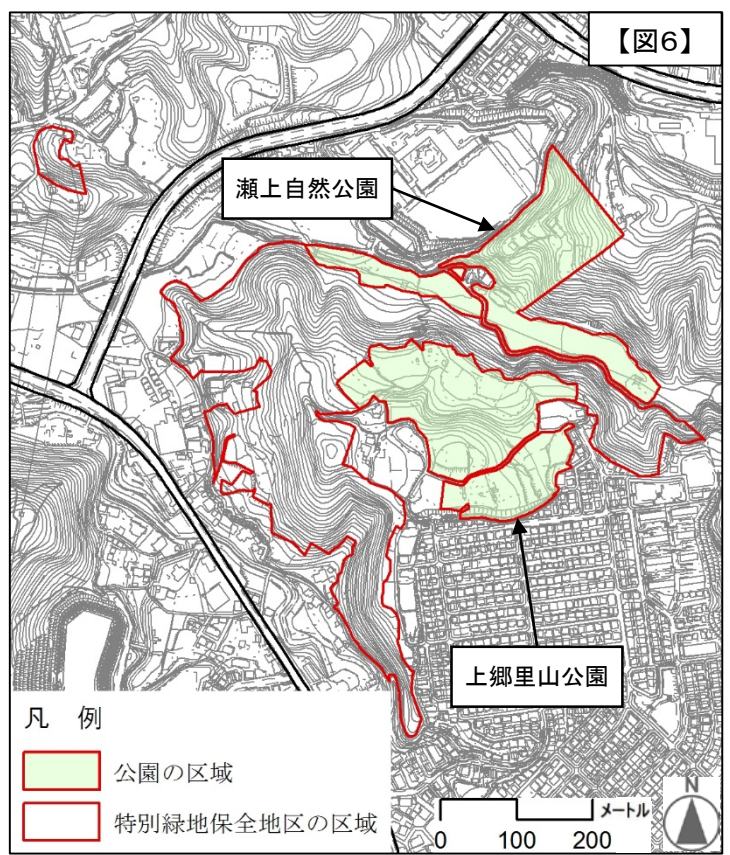 【図6】
瀬上自然公園
上郷里山公園
凡 例
公園の区域
特別緑地保全地区の区域
メートル
0 100 200
N